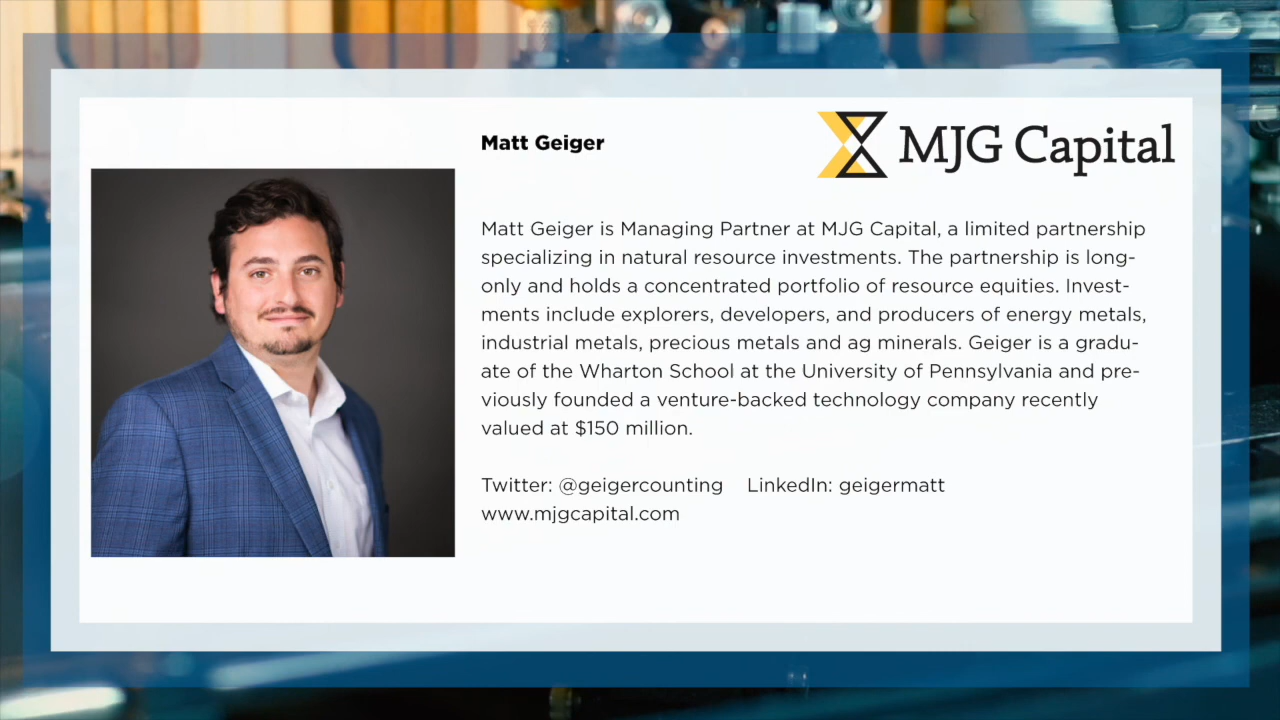 Matt Geiger
MJG Capital
Matt Geiger is Managing Partner at MJG Capital, a limited partnership
specializing in natural resource investments. The partnership is long-
only and holds a concentrated portfolio of resource equities. Invest-
ments include explorers, developers, and producers of energy metals,
industrial metals, precious metals and ag minerals. Geiger is a gradu-
ate of the Wharton School at the University of Pennsylvania and pre-
viously founded a venture-backed technology company recently
valued at $150 million.
Twitter: @geigercounting LinkedIn: geigermatt
www.mjgcapital.com